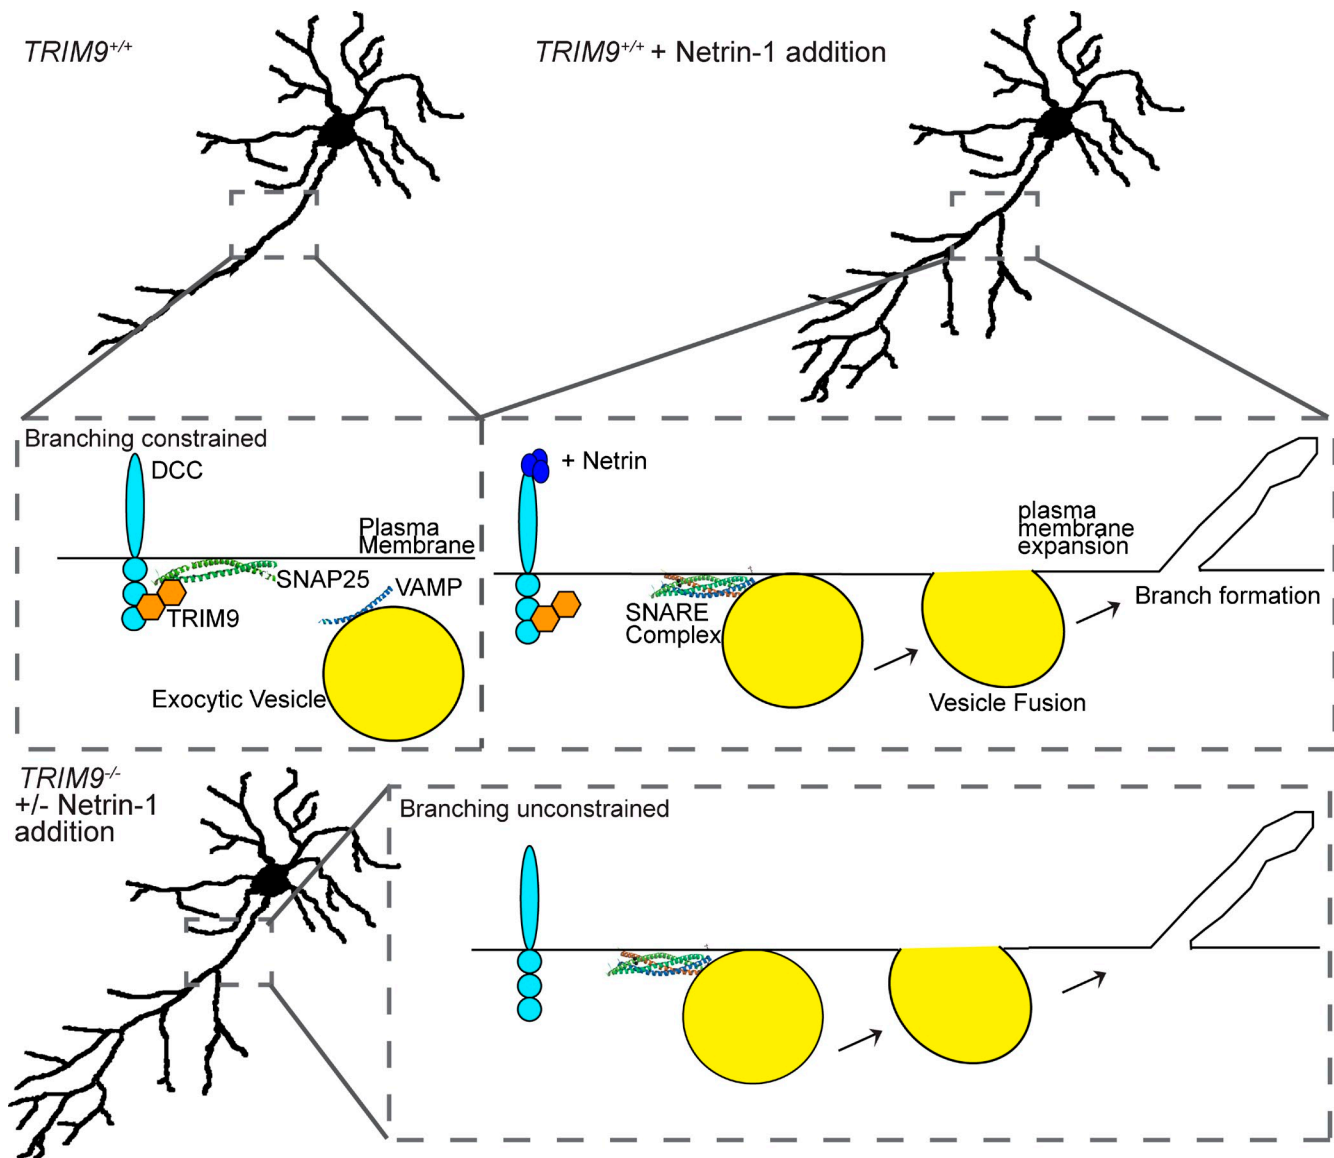 TRIM9+/+
TRIM9+/+ + Netrin-1 addition
Branching constrained
DCC
Plasma
Membrane
SNAP25
VAMP
TRIM9
Exocytic Vesicle
+ Netrin
plasma
membrane
expansion
SNARE
Complex
Branch formation
Vesicle Fusion
TRIM9-/-
+/- Netrin-1
addition
Branching unconstrained